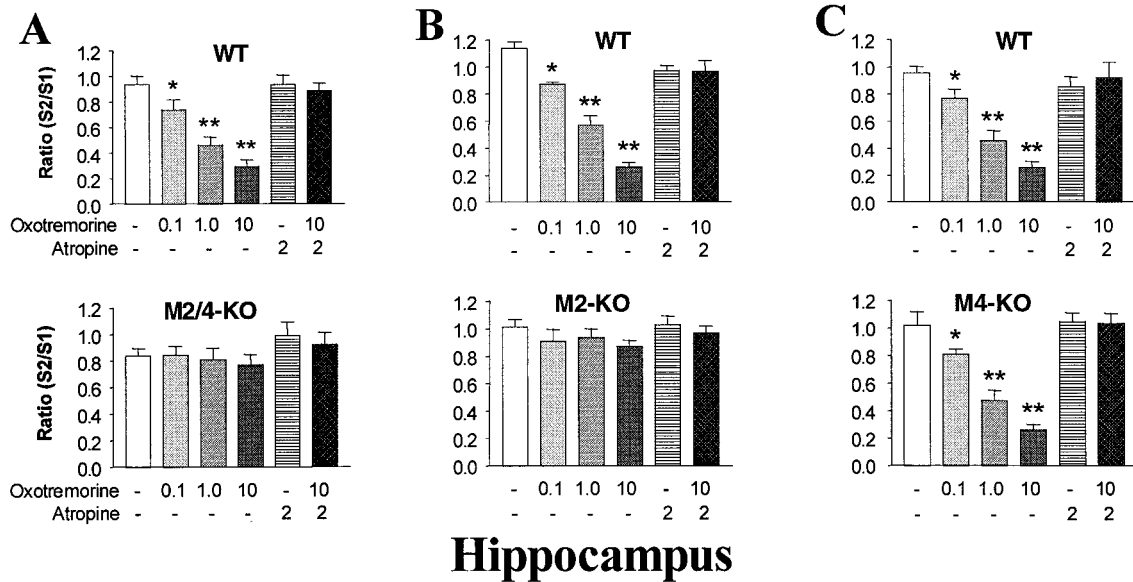 A
WT
Ratio (S2/S1)
1.2
1.0
0.8
0.6
0.4
0.2
0.0
*
**
**
Oxotremorine - 0.1 1.0 10 - 10
Atropine - - - - 2 2
B
WT
1.2
1.0
0.8
0.6
0.4
0.2
0.0
*
**
**
- 0.1 1.0 10 - 10
- - - - 2 2
C
WT
1.2
1.0
0.8
0.6
0.4
0.2
0.0
*
**
**
- 0.1 1.0 10 - 10
- - - - 2 2
M2/4-KO
Ratio (S2/S1)
1.2
1.0
0.8
0.6
0.4
0.2
0.0
Oxotremorine - 0.1 1.0 10 - 10
Atropine - - - - 2 2
M2-KO
1.2
1.0
0.8
0.6
0.4
0.2
0.0
- 0.1 1.0 10 - 10
- - - - 2 2
M4-KO
1.2
1.0
0.8
0.6
0.4
0.2
0.0
*
**
**
- 0.1 1.0 10 - 10
- - - - 2 2
Hippocampus